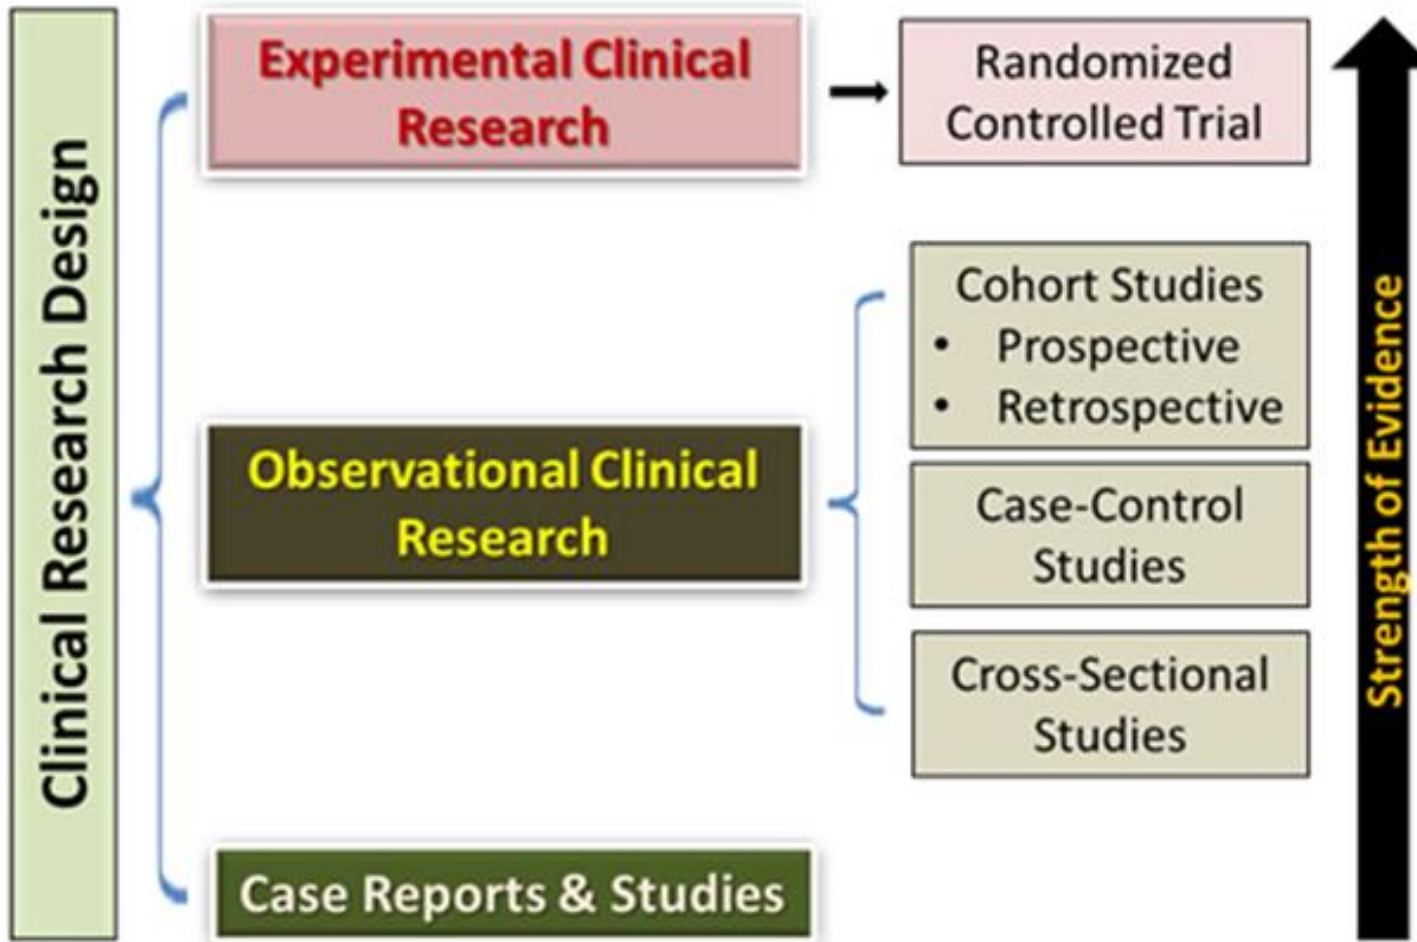 Clinical Research Design
Experimental Clinical
Research
Randomized
Controlled Trial
Observational Clinical
Research
Cohort Studies
• Prospective
• Retrospective
Case-Control
Studies
Cross-Sectional
Studies
Case Reports & Studies
Strength of Evidence